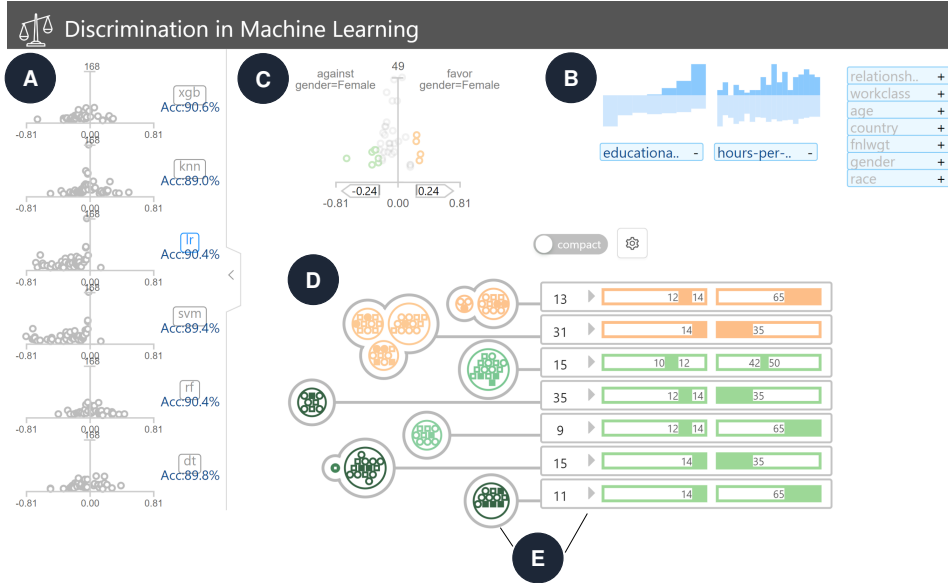 Discrimination in Machine Learning
A
168
xgb
Acc:90.6%
-0.81
0.00
0.81
168
knn
Acc:89.0%
-0.81
0.00
0.81
168
lr
Acc:90.4%
-0.81
0.00
0.81
168
svm
Acc:89.4%
-0.81
0.00
0.81
168
rf
Acc:90.4%
-0.81
0.00
0.81
168
dt
Acc:89.8%
-0.81
0.00
0.81
<
C
49
against
gender=Female
favor
gender=Female
-0.24
0.24
-0.81
0.00
0.81
B
educationa.. -
hours-per-.. -
relationsh.. +
workclass +
age +
country +
fnlwgt +
gender +
race +
compact
D
13 12 14 65
31 14 35
15 10 12 42 50
35 12 14 35
9 12 14 65
15 14 35
11 14 65
E